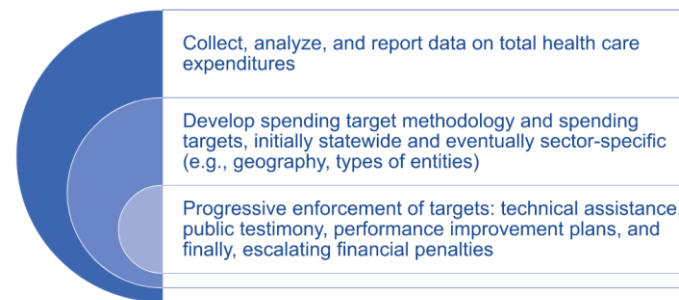 Collect, analyze, and report data on total health care
expenditures
Develop spending target methodology and spending
targets, initially statewide and eventually sector-specific
(e.g., geography, types of entities)
Progressive enforcement of targets: technical assistance,
public testimony, performance improvement plans, and
finally, escalating financial penalties